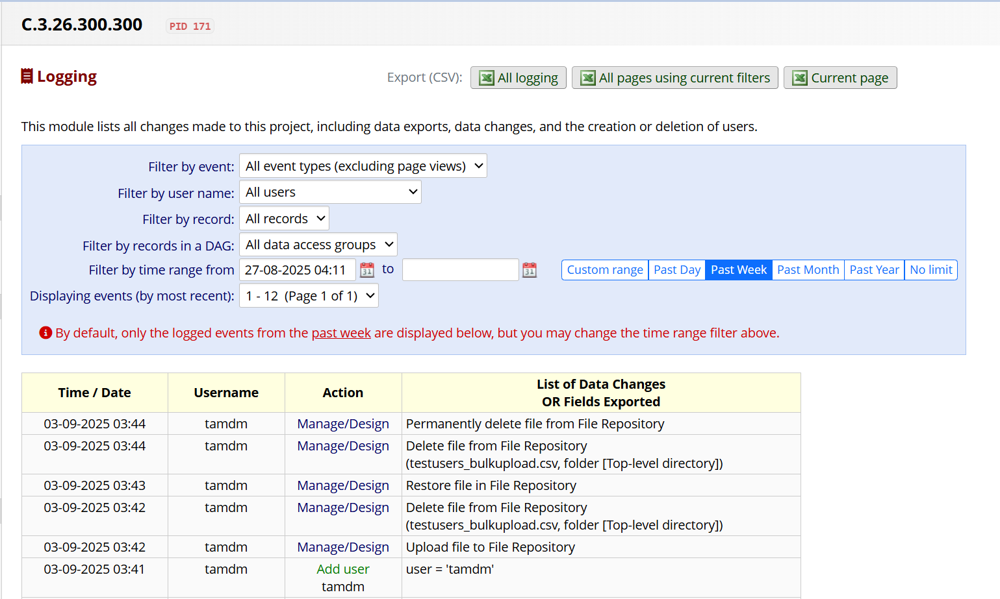 C.3.26.300.300 PID 171
Logging Export (CSV): All logging All pages using current filters Current page
This module lists all changes made to this project, including data exports, data changes, and the creation or deletion of users.
Filter by event: All event types (excluding page views)
Filter by user name: All users
Filter by record: All records
Filter by records in a DAG: All data access groups
Filter by time range from 27-08-2025 04:11 31 to 31 Custom range Past Day Past Week Past Month Past Year No limit
Displaying events (by most recent): 1 - 12 (Page 1 of 1)
By default, only the logged events from the past week are displayed below, but you may change the time range filter above.
Time / Date Username Action List of Data Changes
OR Fields Exported
03-09-2025 03:44 tamdm Manage/Design Permanently delete file from File Repository
03-09-2025 03:44 tamdm Manage/Design Delete file from File Repository
(testusers_bulkupload.csv, folder [Top-level directory])
03-09-2025 03:43 tamdm Manage/Design Restore file in File Repository
03-09-2025 03:42 tamdm Manage/Design Delete file from File Repository
(testusers_bulkupload.csv, folder [Top-level directory])
03-09-2025 03:42 tamdm Manage/Design Upload file to File Repository
03-09-2025 03:41 tamdm Add user user = 'tamdm'
tamdm